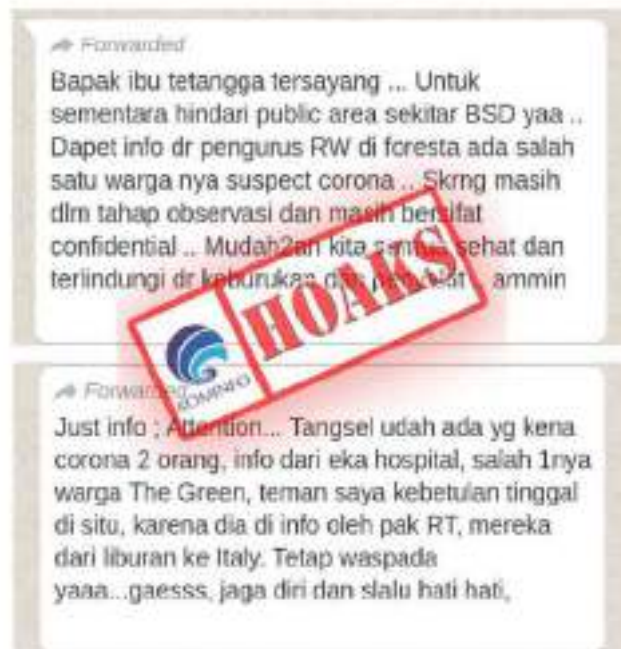 Forwarded
Bapak ibu tetangga tersayang ... Untuk
sementara hindari public area sekitar BSD yaa ..
Dapet info dr pengurus RW di foresta ada salah
satu warga nya suspect corona .. Skrng masih
dlm tahap observasi dan masih bersifat
confidential .. Mudah2an kita semua sehat dan
terlindungi dr keburukan dan ammin
HOAKS
KOMINFO
Forwarded
Just info ; Attention... Tangsel udah ada yg kena
corona 2 orang, info dari eka hospital, salah 1nya
warga The Green, teman saya kebetulan tinggal
di situ, karena dia di info oleh pak RT, mereka
dari liburan ke Italy. Tetap waspada
yaaa...gaesss, jaga diri dan slalu hati hati,